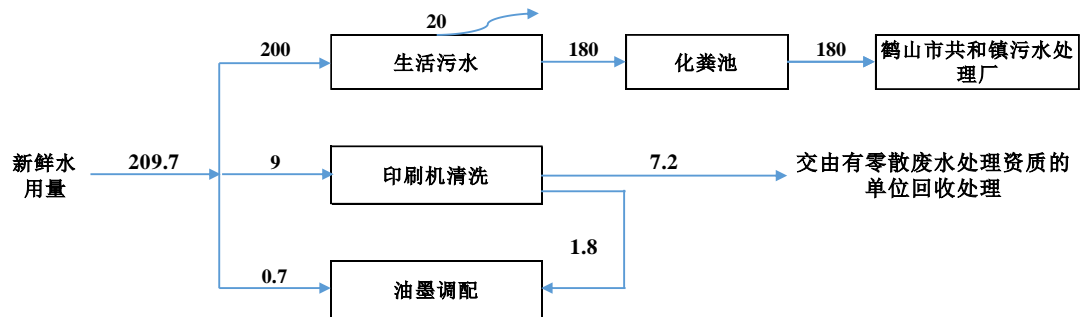 20
200
生活污水
180
化粪池
180
鹤山市共和镇污水处
理厂
新鲜水
用量
209.7
9
印刷机清洗
7.2
交由有零散废水处理资质的
单位回收处理
1.8
0.7
油墨调配